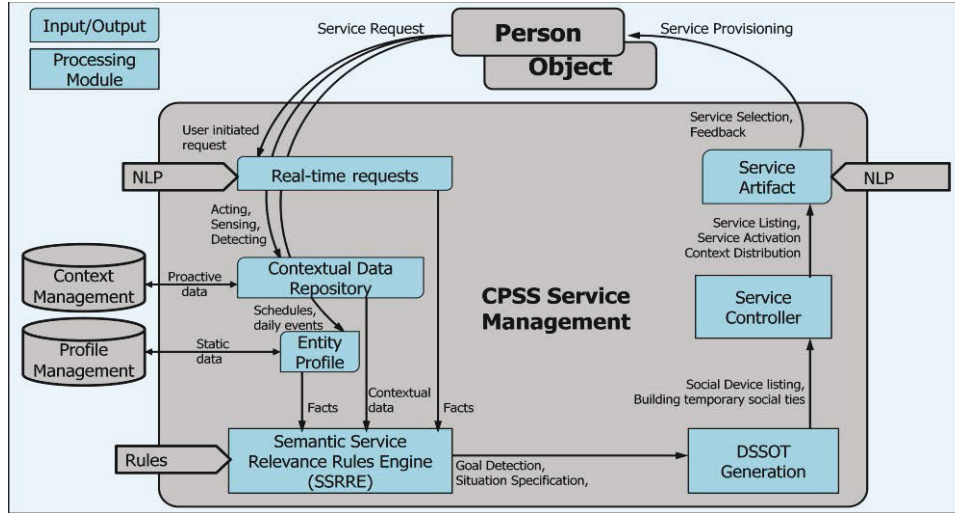 Input/Output
Processing
Module
Service Request
Person
Object
Service Provisioning
User initiated
request
Service Selection,
Feedback
NLP
Real-time requests
Service
Artifact
NLP
Acting,
Sensing,
Detecting
Service Listing,
Service Activation
Context Distribution
Context
Management
Proactive
data
Contextual Data
Repository
CPSS Service
Management
Service
Controller
Schedules,
daily events
Profile
Management
Static
data
Entity
Profile
Social Device listing,
Building temporary social ties
Facts
Contextual
data
Facts
Rules
Semantic Service
Relevance Rules Engine
(SSRRE)
Goal Detection,
Situation Specification,
DSSOT
Generation